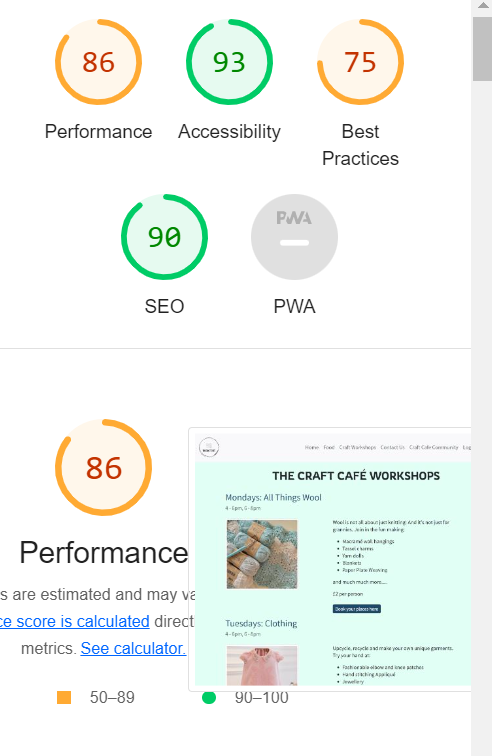 86 93 75
Performance Accessibility Best
Practices
90 PWA
SEO PWA
86
Performance
s are estimated and may va
ce score is calculated direct
metrics. See calculator.
50–89 90–100
Home Food Craft Workshops Contact Us Craft Cafe Community Log
THE CRAFT CAFÉ WORKSHOPS
Mondays: All Things Wool
4 - 6pm, 6 - 8pm
Wool is not all about just knitting! And it's not just for
grannies. Join in the fun making:
Macramé wall hangings
Tassel charms
Yarn dolls
Blankets
Paper Plate Weaving
and much much more....
£2 per person
Book your places here
Tuesdays: Clothing
4 - 6pm, 6 - 8pm
Upcycle, recycle and make your own unique garments.
Try your hand at:
Fashionable elbow and knee patches
Hand stitching Appliqué
Jewellery